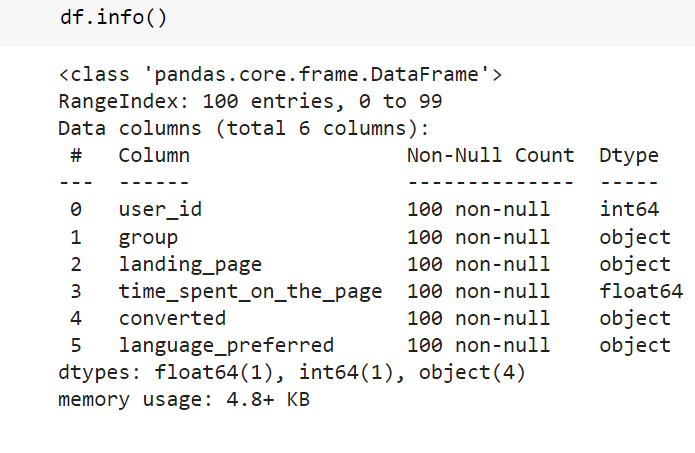 df.info()
<class 'pandas.core.frame.DataFrame'>
RangeIndex: 100 entries, 0 to 99
Data columns (total 6 columns):
 #   Column                 Non-Null Count  Dtype
---  ------                 --------------  -----
 0   user_id                100 non-null    int64
 1   group                  100 non-null    object
 2   landing_page           100 non-null    object
 3   time_spent_on_the_page  100 non-null    float64
 4   converted              100 non-null    object
 5   language_preferred     100 non-null    object
dtypes: float64(1), int64(1), object(4)
memory usage: 4.8+ KB